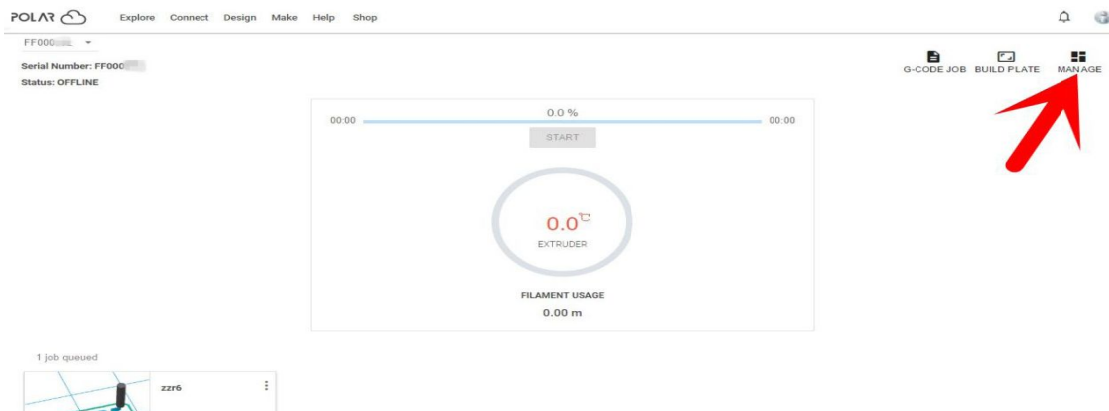 POLAR Explore Connect Design Make Help Shop
FF000
Serial Number: FF000
Status: OFFLINE
G-CODE JOB BUILD PLATE MANAGE
0.0 %
00:00 00:00
START
0.0℃
EXTRUDER
FILAMENT USAGE
0.00 m
1 job queued
zzr6